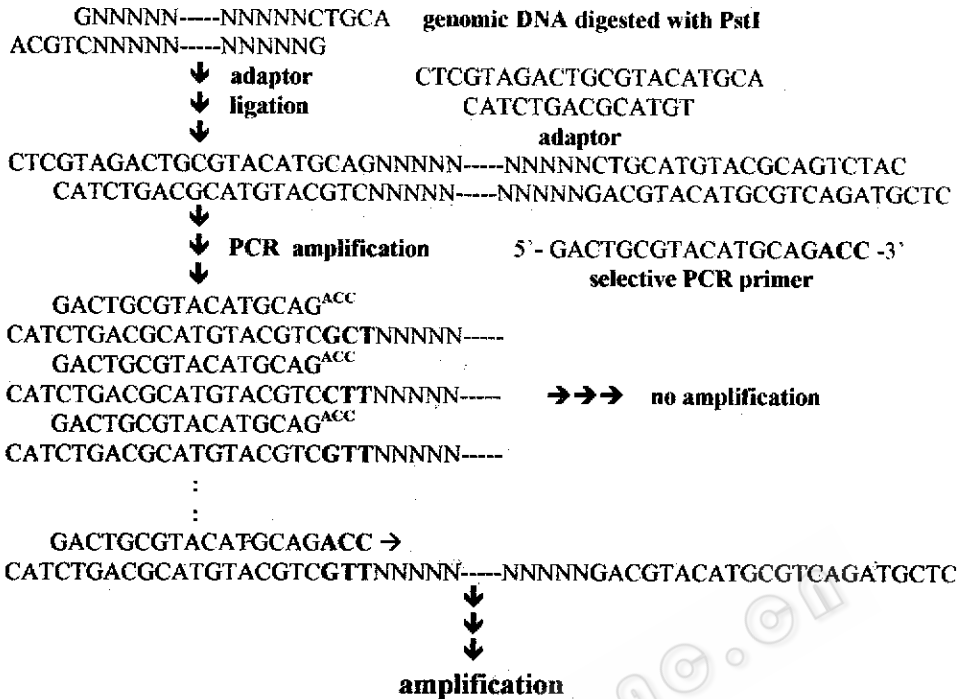 GNNNNN-----NNNNNCTGCA genomic DNA digested with PstI
ACGTCNNNNN-----NNNNNG
adaptor CTCGTAGACTGCGTACATGCA
ligation CATCTGACGCATGT
adaptor
CTCGTAGACTGCGTACATGCAGNNNNN-----NNNNNCTGCATGTACGCAGTCTAC
CATCTGACGCATGTACGTCNNNNN-----NNNNNGACGTACATGCGTCAGATGCTC
PCR amplification 5`- GACTGCGTACATGCAGACC -3`
selective PCR primer
GACTGCGTACATGCAGACC
CATCTGACGCATGTACGTCGCTNNNNN-----
GACTGCGTACATGCAGACC
CATCTGACGCATGTACGTCCTTNNNNN----- →→→ no amplification
GACTGCGTACATGCAGACC
CATCTGACGCATGTACGTCGTTNNNNN-----
:
:
GACTGCGTACATGCAGACC →
CATCTGACGCATGTACGTCGTTNNNNN-----NNNNNGACGTACATGCGTCAGATGCTC
amplification